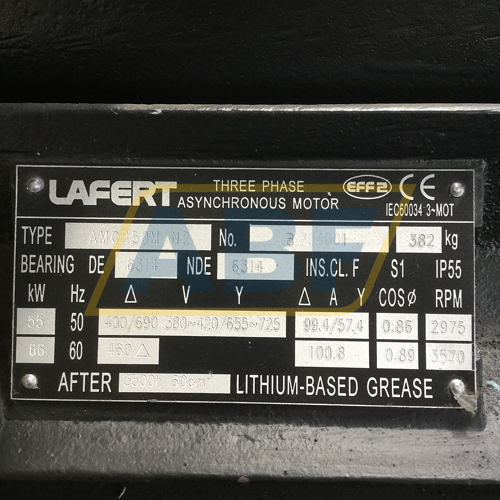 LAFERT THREE PHASE ASYNCHRONOUS MOTOR EFF2 CE
IEC60034 3~MOT
TYPE No. 382 kg
BEARING DE 6314 NDE 6314 INS.CL. F S1 IP55
kW Hz Δ V Y Δ A Y COSØ RPM
55 50 400/690 380~420/655~725 99.4/57.4 0.86 2975
66 60 460Δ 100.8 0.89 3570
AFTER LITHIUM-BASED GREASE
ABF